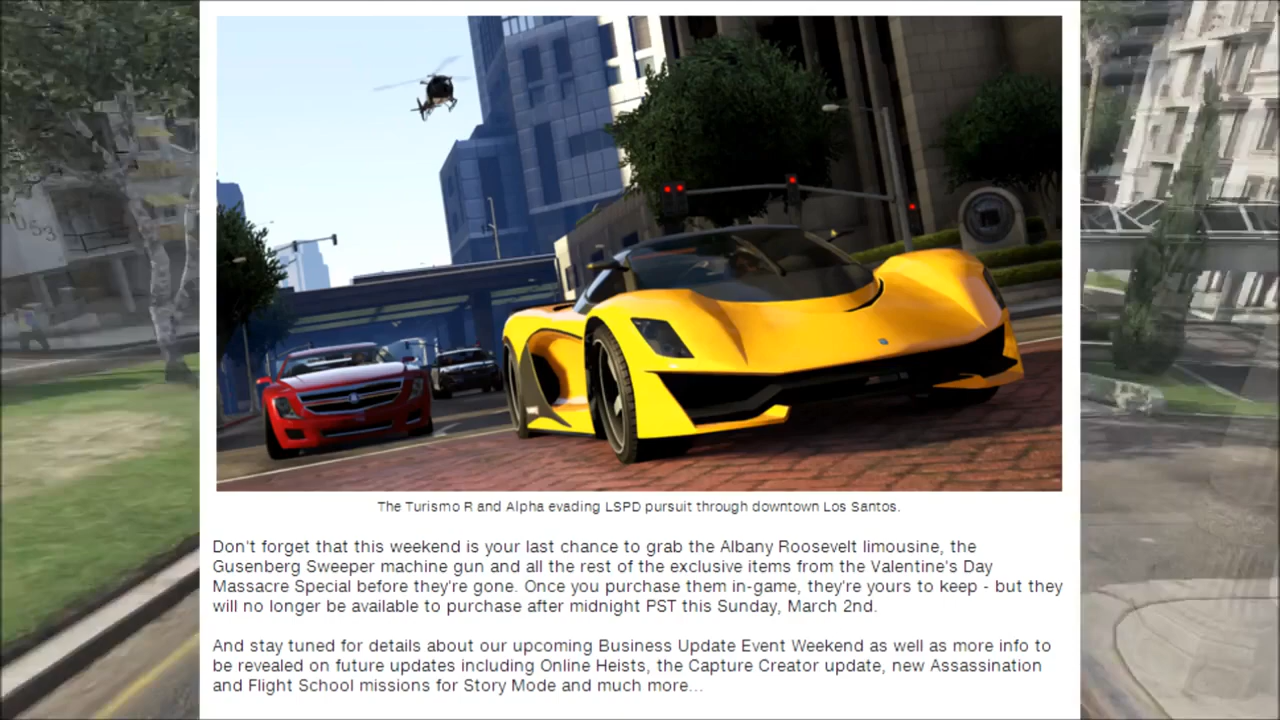 The Turismo R and Alpha evading LSPD pursuit through downtown Los Santos.
Don't forget that this weekend is your last chance to grab the Albany Roosevelt limousine, the
Gusenberg Sweeper machine gun and all the rest of the exclusive items from the Valentine's Day
Massacre Special before they're gone. Once you purchase them in-game, they're yours to keep - but they
will no longer be available to purchase after midnight PST this Sunday, March 2nd.
And stay tuned for details about our upcoming Business Update Event Weekend as well as more info to
be revealed on future updates including Online Heists, the Capture Creator update, new Assassination
and Flight School missions for Story Mode and much more...